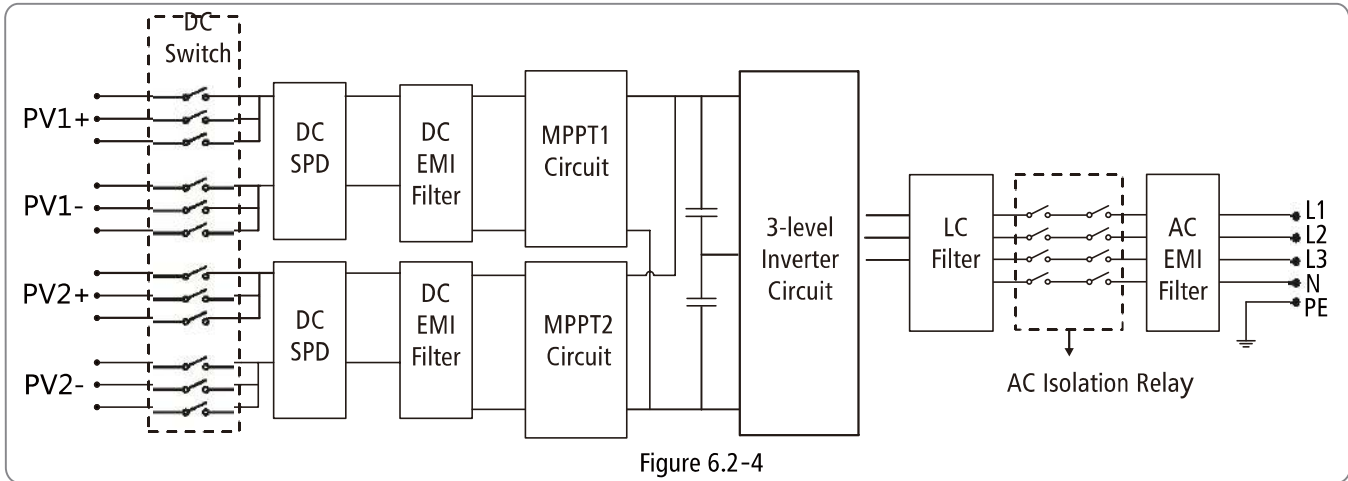 DC
Switch
PV1+
PV1-
PV2+
PV2-
DC
SPD
DC
EMI
Filter
MPPT1
Circuit
DC
SPD
DC
EMI
Filter
MPPT2
Circuit
3-level
Inverter
Circuit
LC
Filter
AC
EMI
Filter
L1
L2
L3
N
PE
AC Isolation Relay
Figure 6.2-4